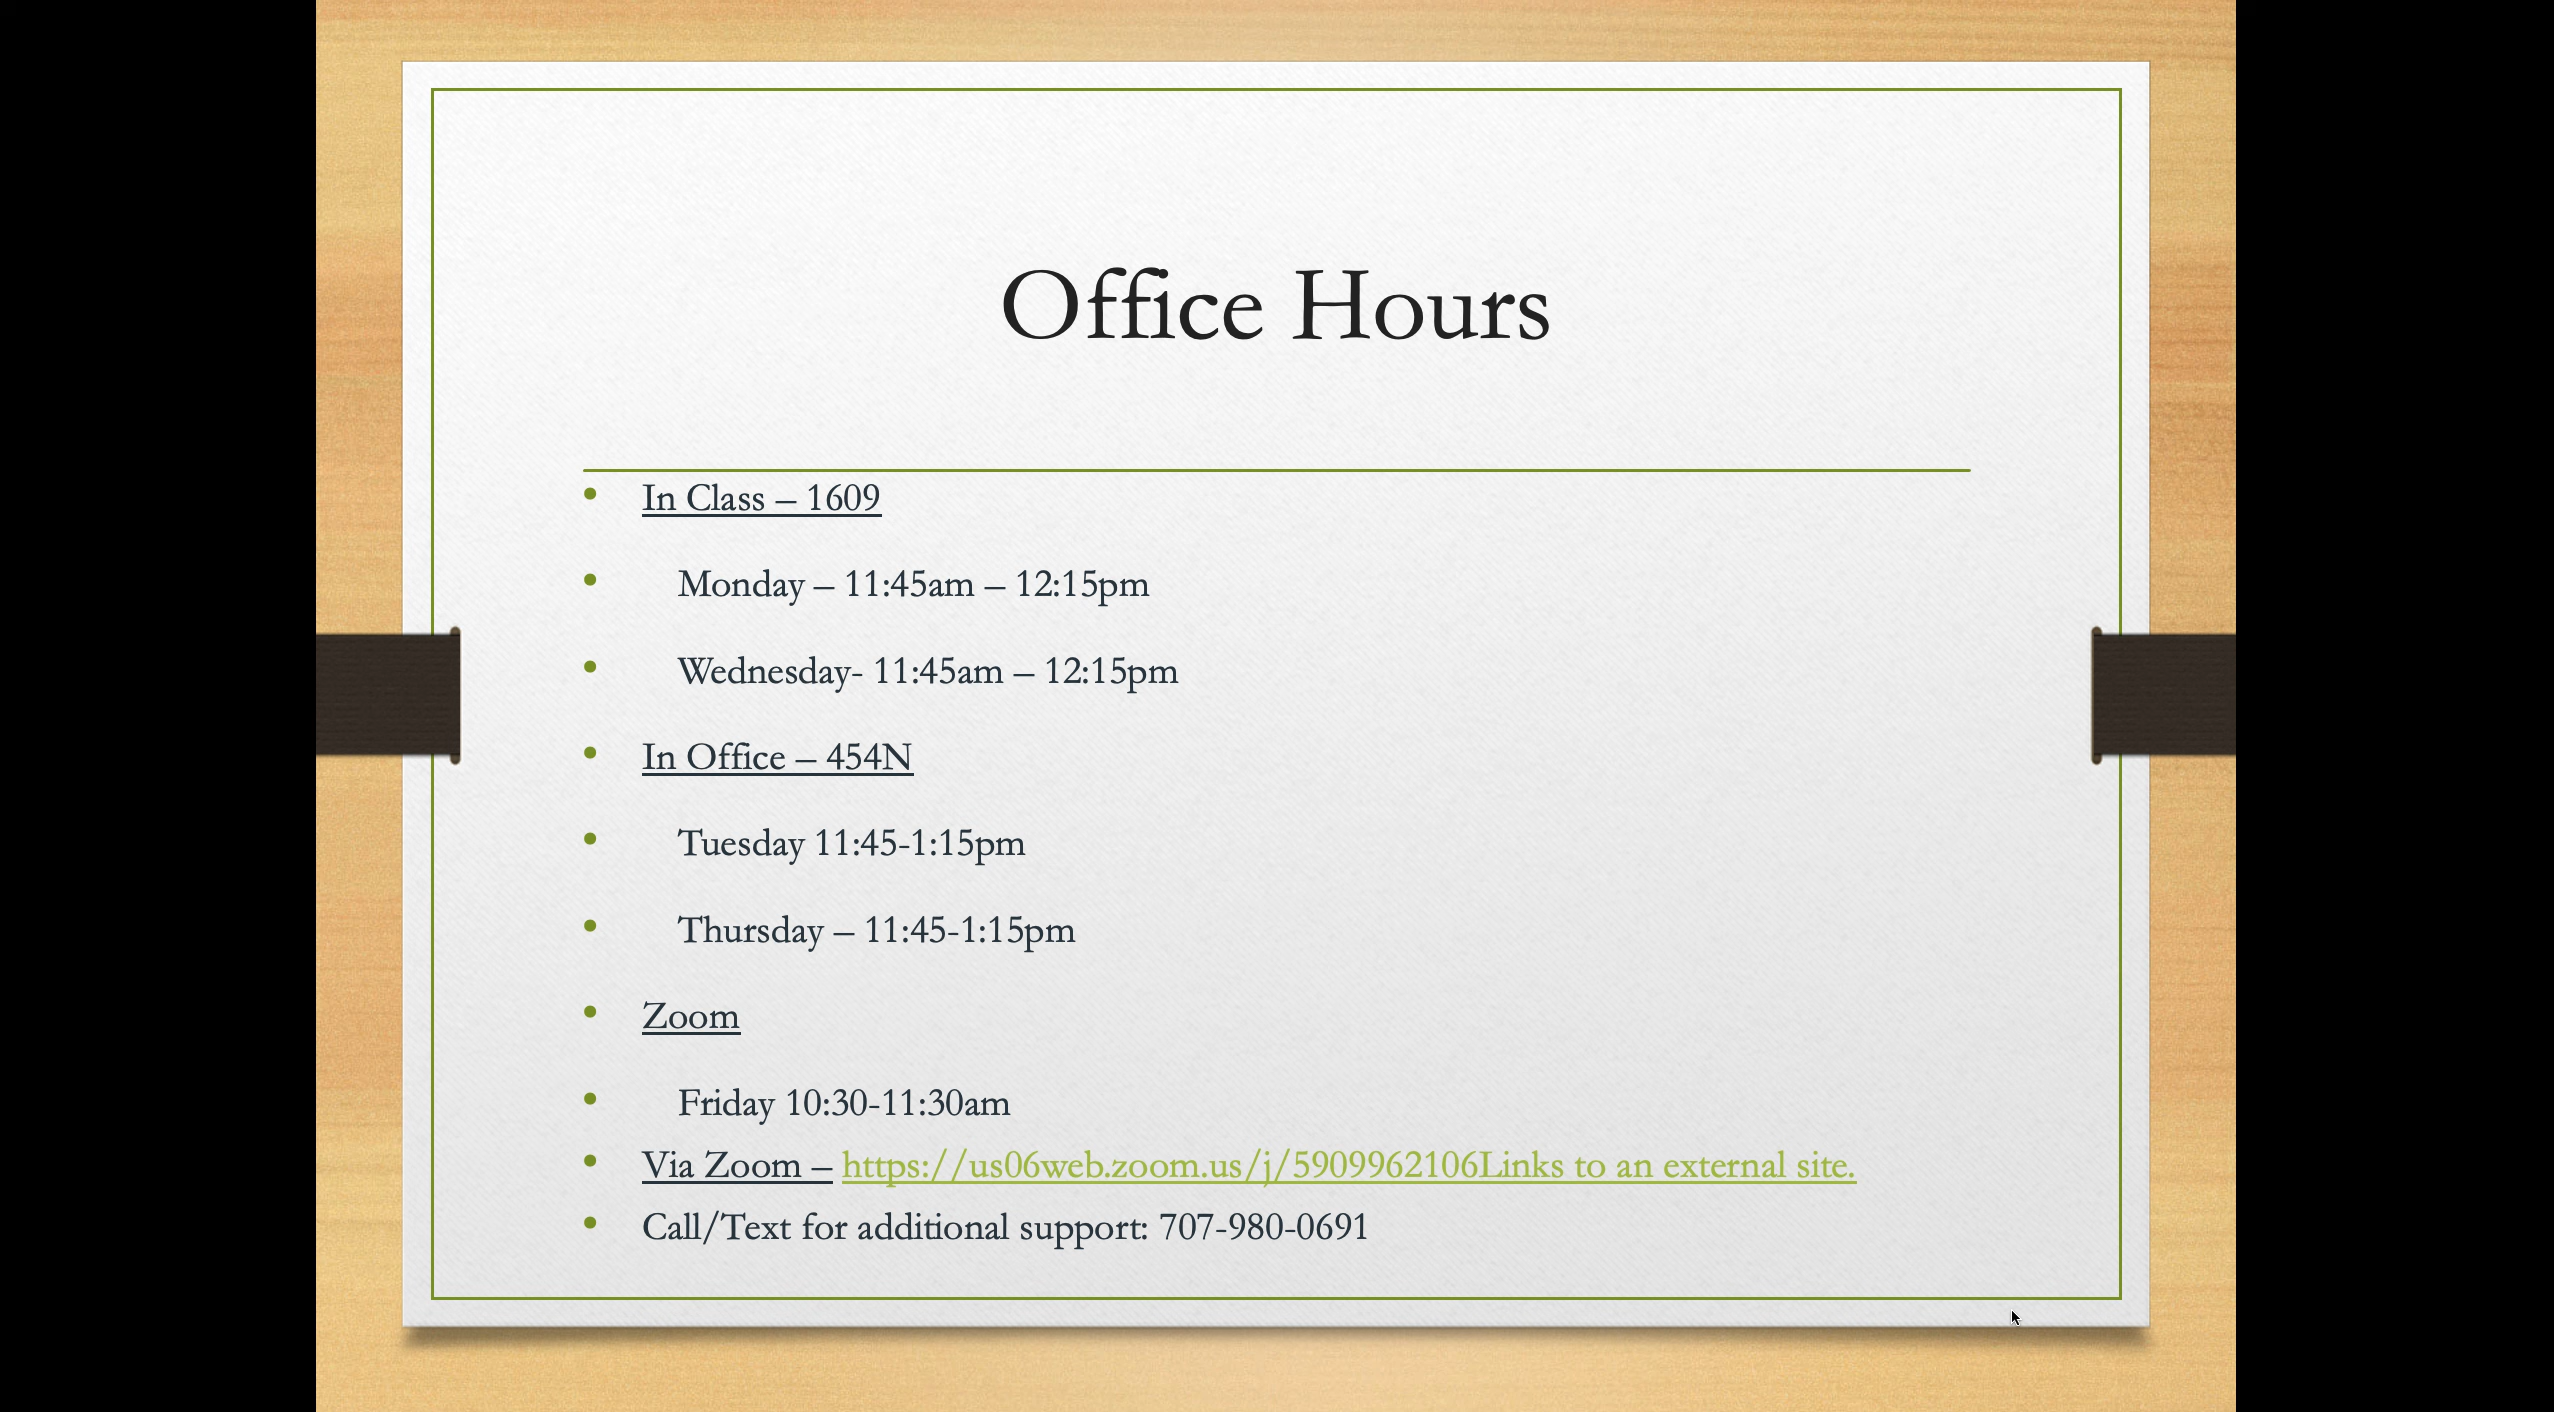 Office Hours
In Class – 1609
Monday – 11:45am – 12:15pm
Wednesday- 11:45am – 12:15pm
In Office – 454N
Tuesday 11:45-1:15pm
Thursday – 11:45-1:15pm
Zoom
Friday 10:30-11:30am
Via Zoom – https://us06web.zoom.us/j/5909962106Links to an external site.
Call/Text for additional support: 707-980-0691